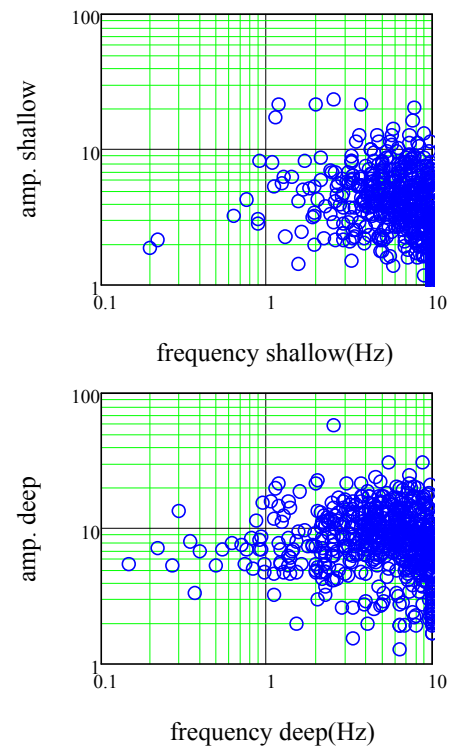 100
amp. shallow
10
1
0.1 1 10
frequency shallow(Hz)
100
amp. deep
10
1
0.1 1 10
frequency deep(Hz)